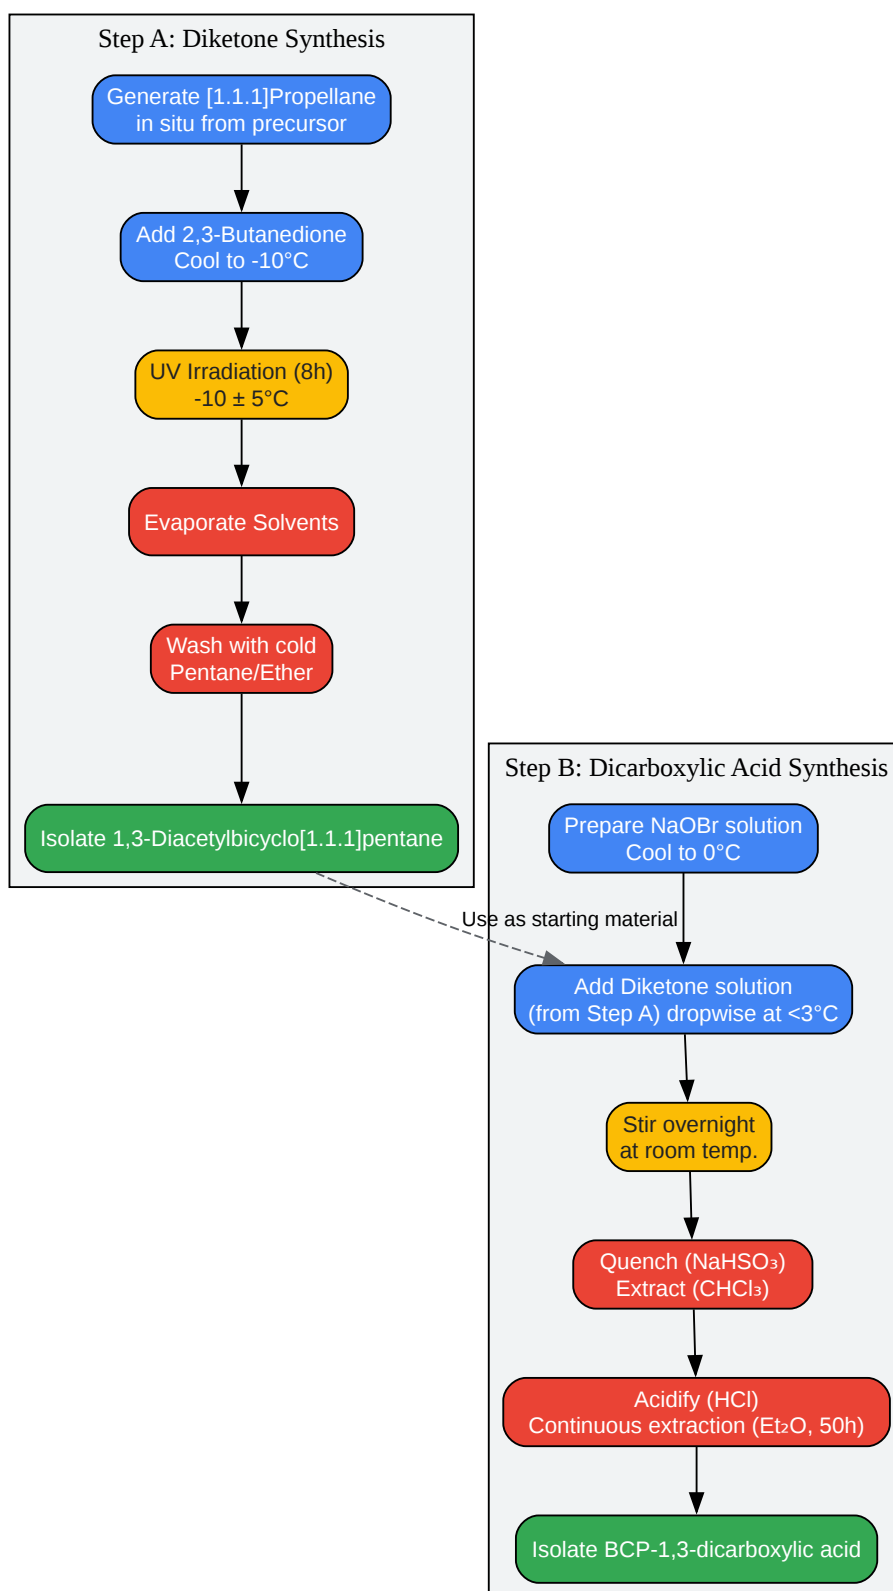 Step A: Diketone Synthesis
Generate [1.1.1]Propellane
in situ from precursor
Add 2,3-Butanedione
Cool to -10°C
UV Irradiation (8h)
-10 ± 5°C
Evaporate Solvents
Wash with cold
Pentane/Ether
Isolate 1,3-Diacetylbicyclo[1.1.1]pentane
Use as starting material
Step B: Dicarboxylic Acid Synthesis
Prepare NaOBr solution
Cool to 0°C
Add Diketone solution
(from Step A) dropwise at <3°C
Stir overnight
at room temp.
Quench (NaHSO₃)
Extract (CHCl₃)
Acidify (HCl)
Continuous extraction (Et₂O, 50h)
Isolate BCP-1,3-dicarboxylic acid